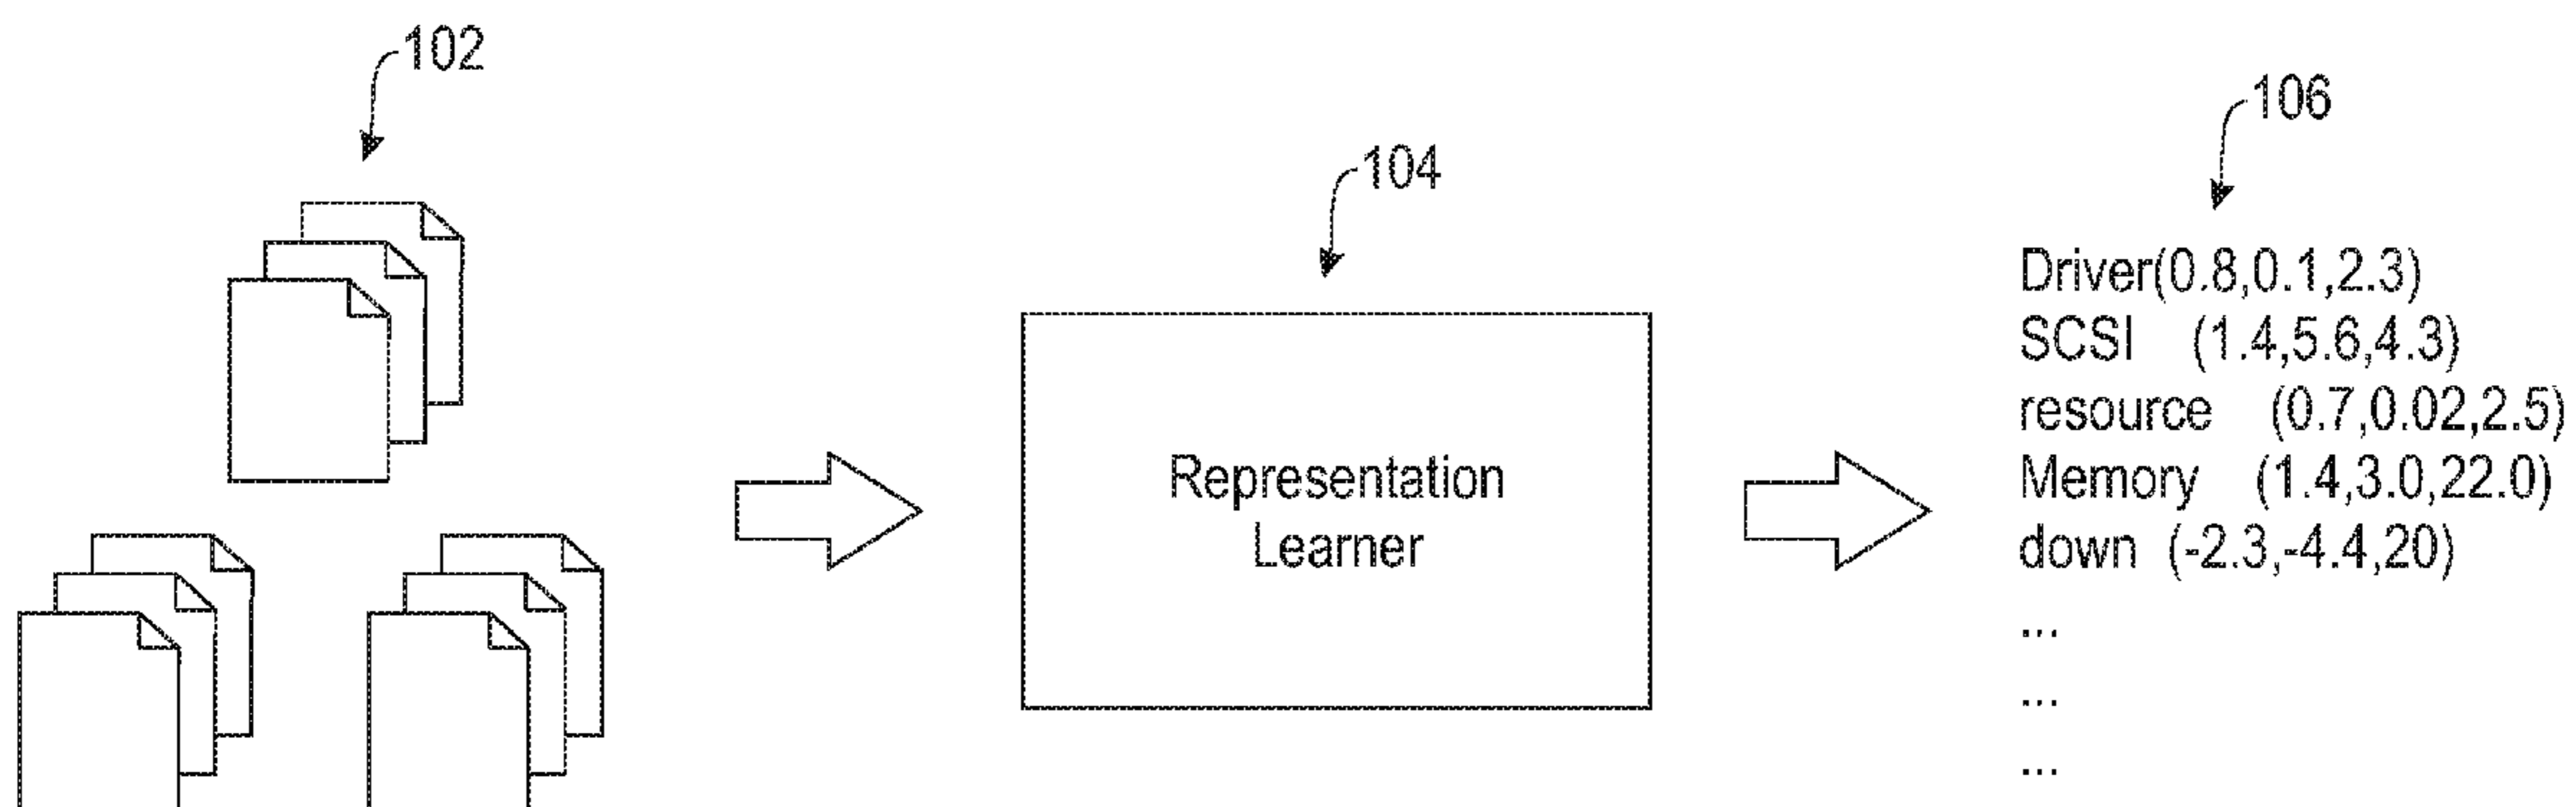 102
104
106
Representation
Learner
Driver(0.8,0.1,2.3)
SCSI (1.4,5.6,4.3)
resource (0.7,0.02,2.5)
Memory (1.4,3.0,22.0)
down (-2.3,-4.4,20)
...
...
...